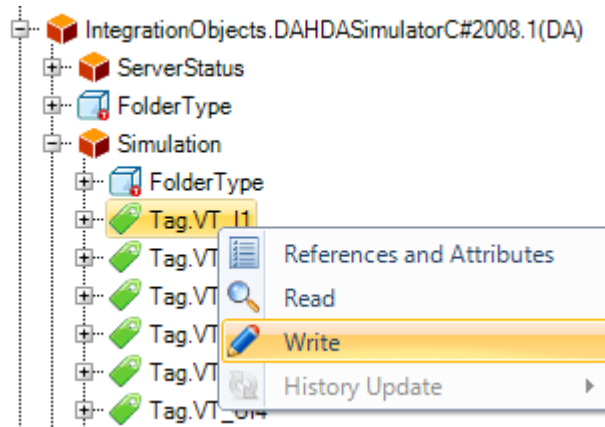 IntegrationObjects.DAHDASimulatorC#2008.1(DA)
ServerStatus
FolderType
Simulation
FolderType
Tag.VT_I1
Tag.VT
References and Attributes
Tag.VT
Read
Tag.VT
Write
Tag.VT
History Update
Tag.VT_UI4